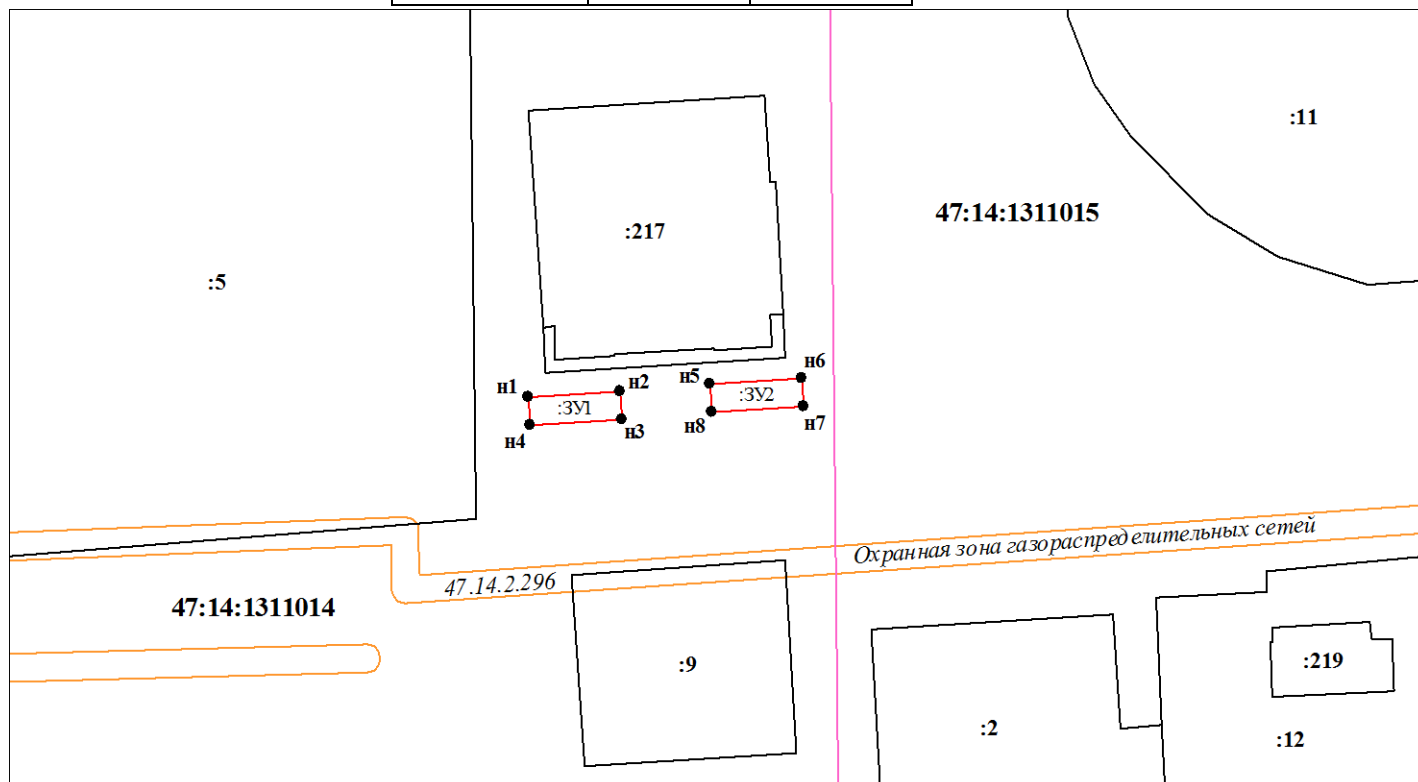 :11
47:14:1311015
:217
:5
н6
н5
н2
н1
:ЗУ2
:ЗУ1
н7
н8
н3
н4
Охранная зона газораспределительных сетей
47.14.2.296
47:14:1311014
:9
:219
:2
:12